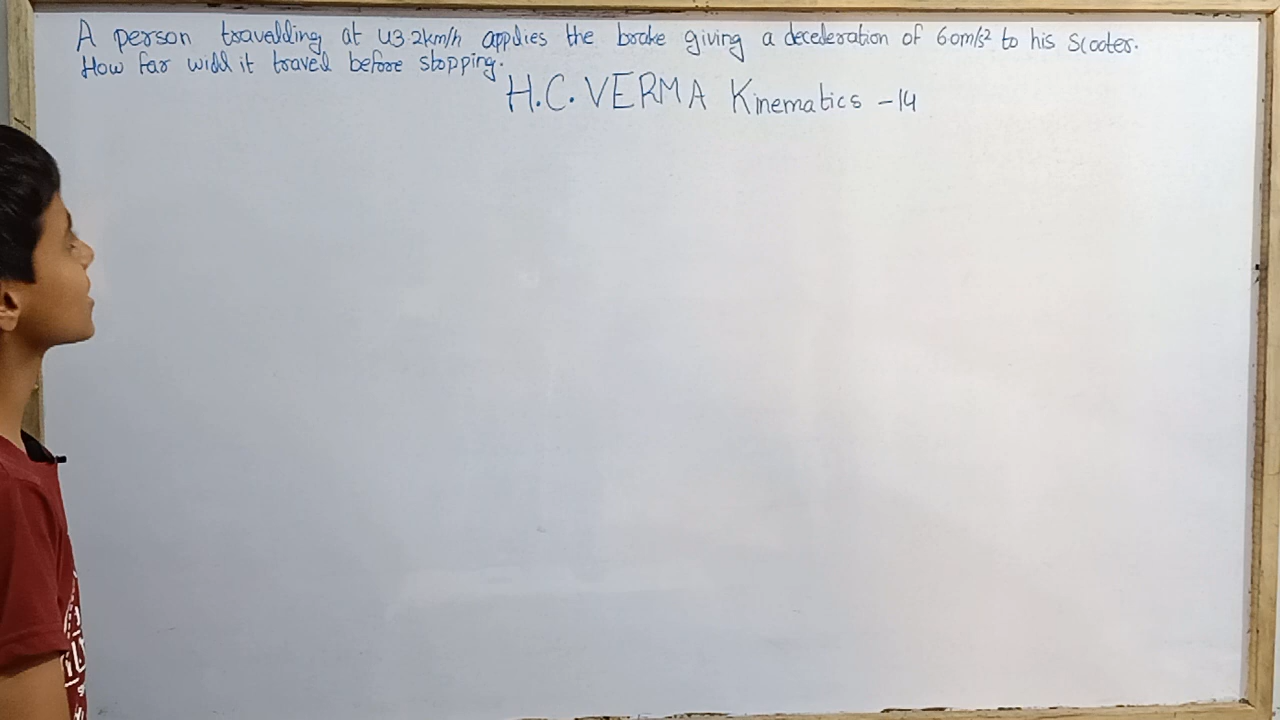 A person travelling at 43.2km/h applies the brake giving a deceleration of 6.0m/s² to his scooter.
How far will it travel before stopping.
H.C. VERMA Kinematics - 14